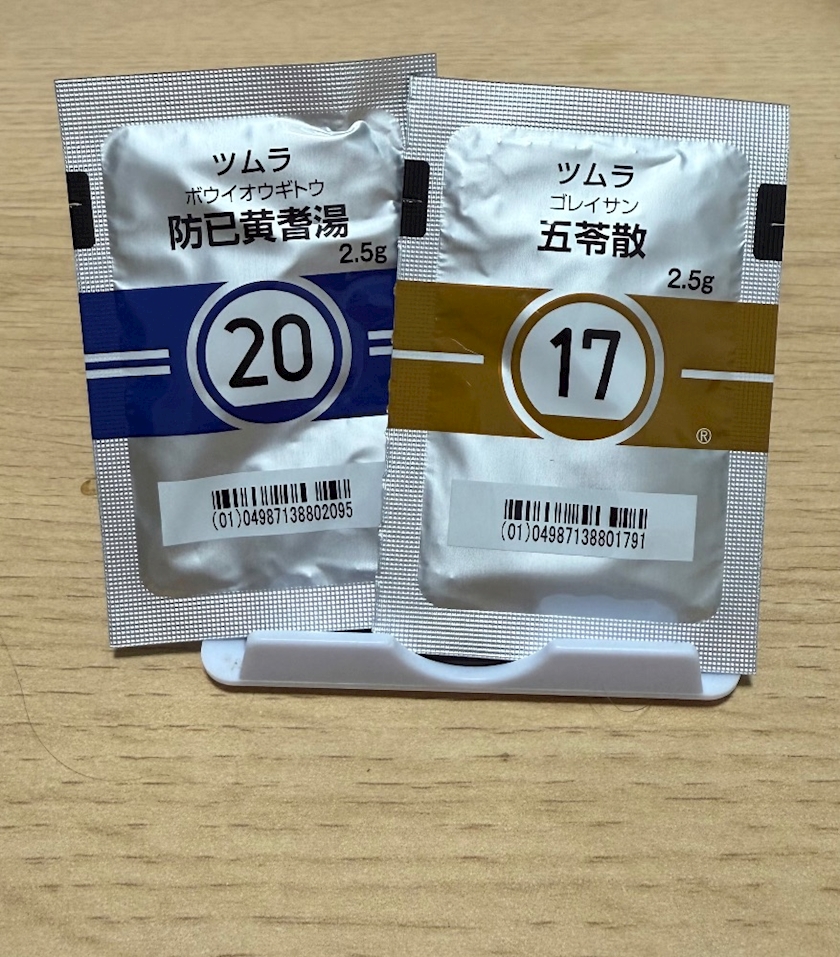 ツムラ
ボウイオウギトウ
防已黄耆湯
2.5g
20
(01)04987138802095
ツムラ
ゴレイサン
五苓散
2.5g
17
®
(01)04987138801791